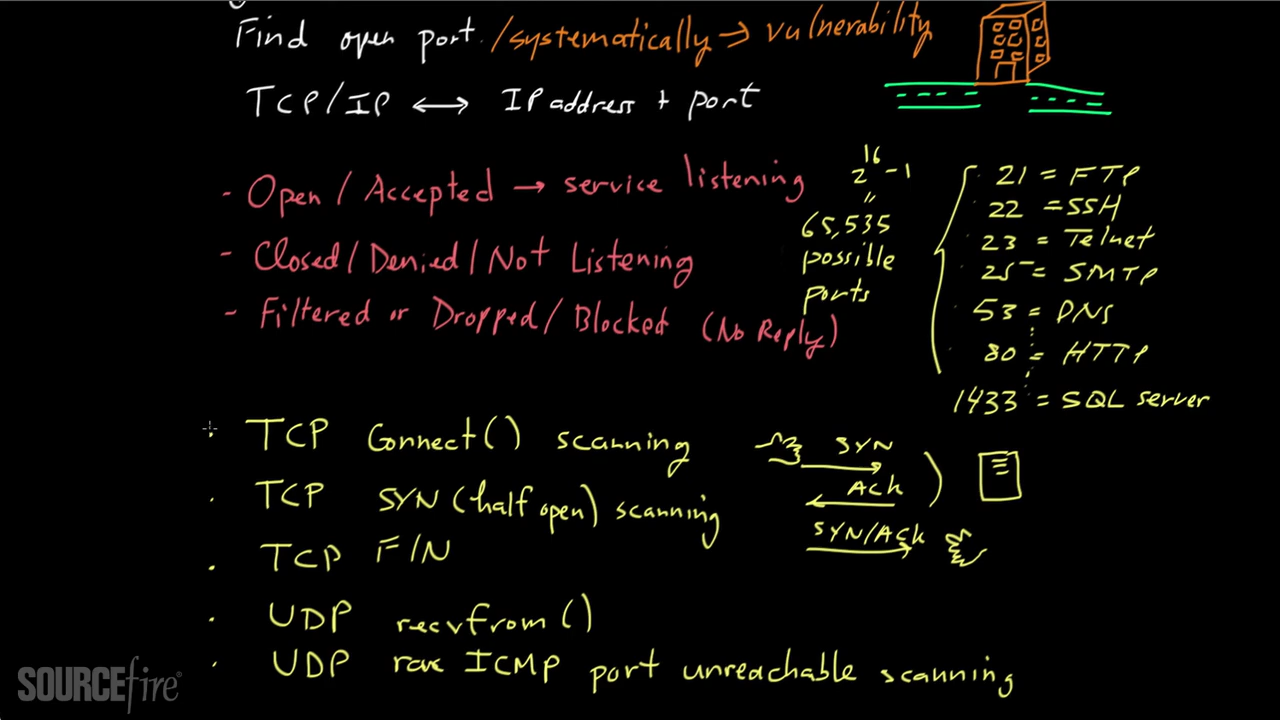 Find open port /systematically → vulnerability
TCP/IP ↔ IP address + port
- Open / Accepted → service listening
- Closed / Denied / Not Listening
- Filtered or Dropped / Blocked (No Reply)
2^16 -1
"
65,535
possible
ports
21 = FTP
22 = SSH
23 = Telnet
25 = SMTP
53 = DNS
80 = HTTP
1433 = SQL server
· TCP Connect() scanning
· TCP SYN (half open) scanning
· TCP FIN
· UDP recvfrom()
· UDP raw ICMP port unreachable scanning
SYN
ACK
SYN/ACK
SOURCEfire®